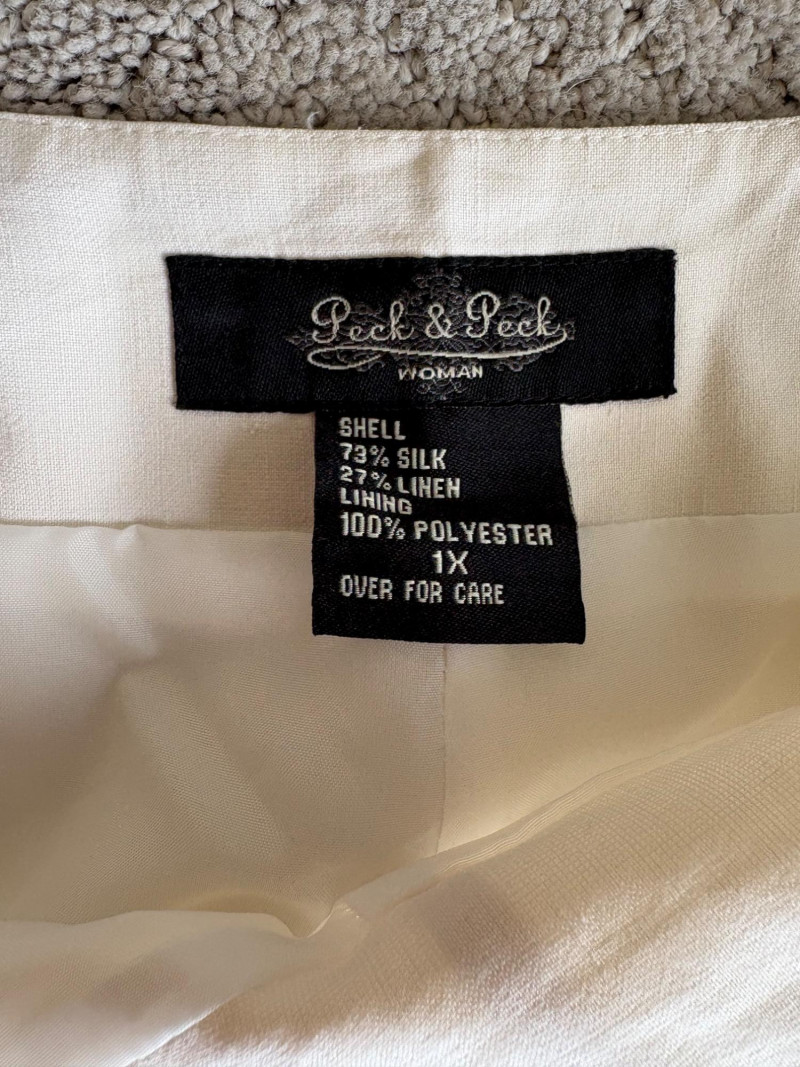 Peck & Peck
WOMAN
SHELL
73% SILK
27% LINEN
LINING
100% POLYESTER
1X
OVER FOR CARE